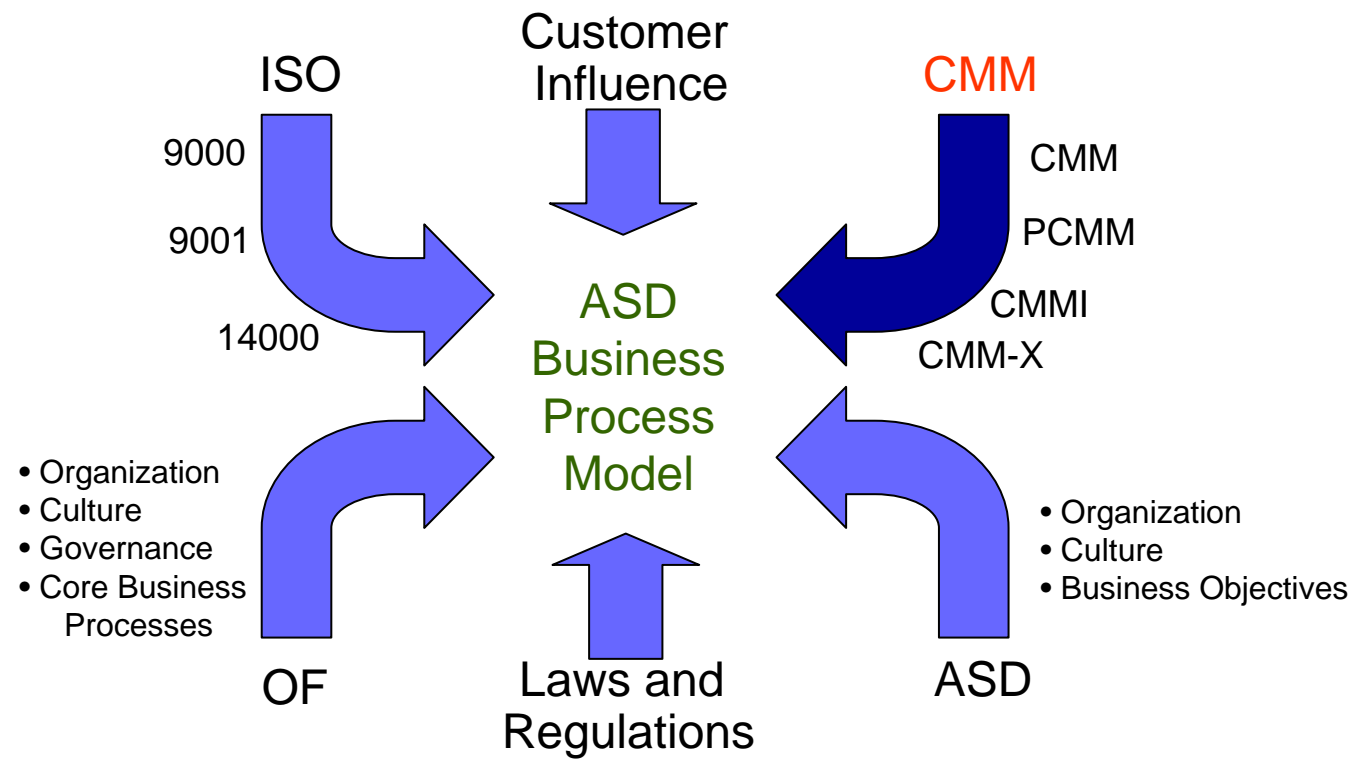 Customer
Influence
ISO
CMM
9000
9001
14000
CMM
PCMM
CMMI
CMM-X
ASD
Business
Process
Model
• Organization
• Culture
• Governance
• Core Business
Processes
• Organization
• Culture
• Business Objectives
OF
Laws and
Regulations
ASD